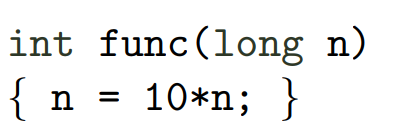 int func(long n)
{ n = 10*n; }